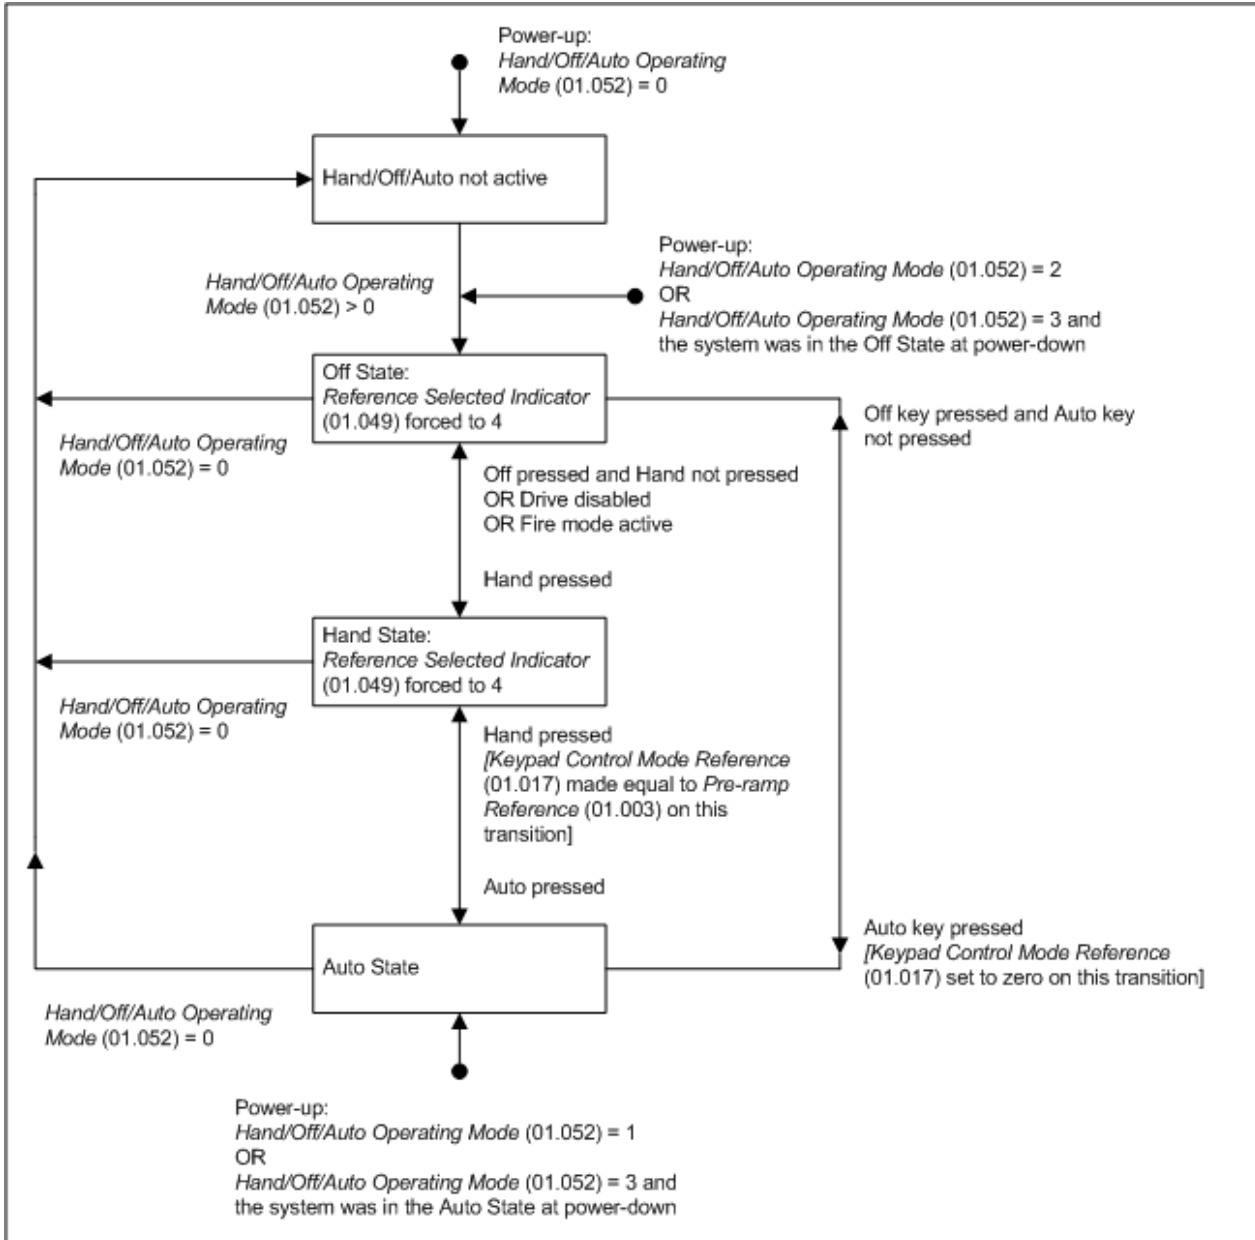 Power-up:
Hand/Off/Auto Operating
Mode (01.052) = 0
Hand/Off/Auto not active
Hand/Off/Auto Operating
Mode (01.052) > 0
Power-up:
Hand/Off/Auto Operating Mode (01.052) = 2
OR
Hand/Off/Auto Operating Mode (01.052) = 3 and
the system was in the Off State at power-down
Off State:
Reference Selected Indicator
(01.049) forced to 4
Hand/Off/Auto Operating
Mode (01.052) = 0
Off key pressed and Auto key
not pressed
Off pressed and Hand not pressed
OR Drive disabled
OR Fire mode active
Hand pressed
Hand State:
Reference Selected Indicator
(01.049) forced to 4
Hand/Off/Auto Operating
Mode (01.052) = 0
Hand pressed
[Keypad Control Mode Reference
(01.017) made equal to Pre-ramp
Reference (01.003) on this
transition]
Auto pressed
Auto key pressed
[Keypad Control Mode Reference
(01.017) set to zero on this transition]
Auto State
Hand/Off/Auto Operating
Mode (01.052) = 0
Power-up:
Hand/Off/Auto Operating Mode (01.052) = 1
OR
Hand/Off/Auto Operating Mode (01.052) = 3 and
the system was in the Auto State at power-down